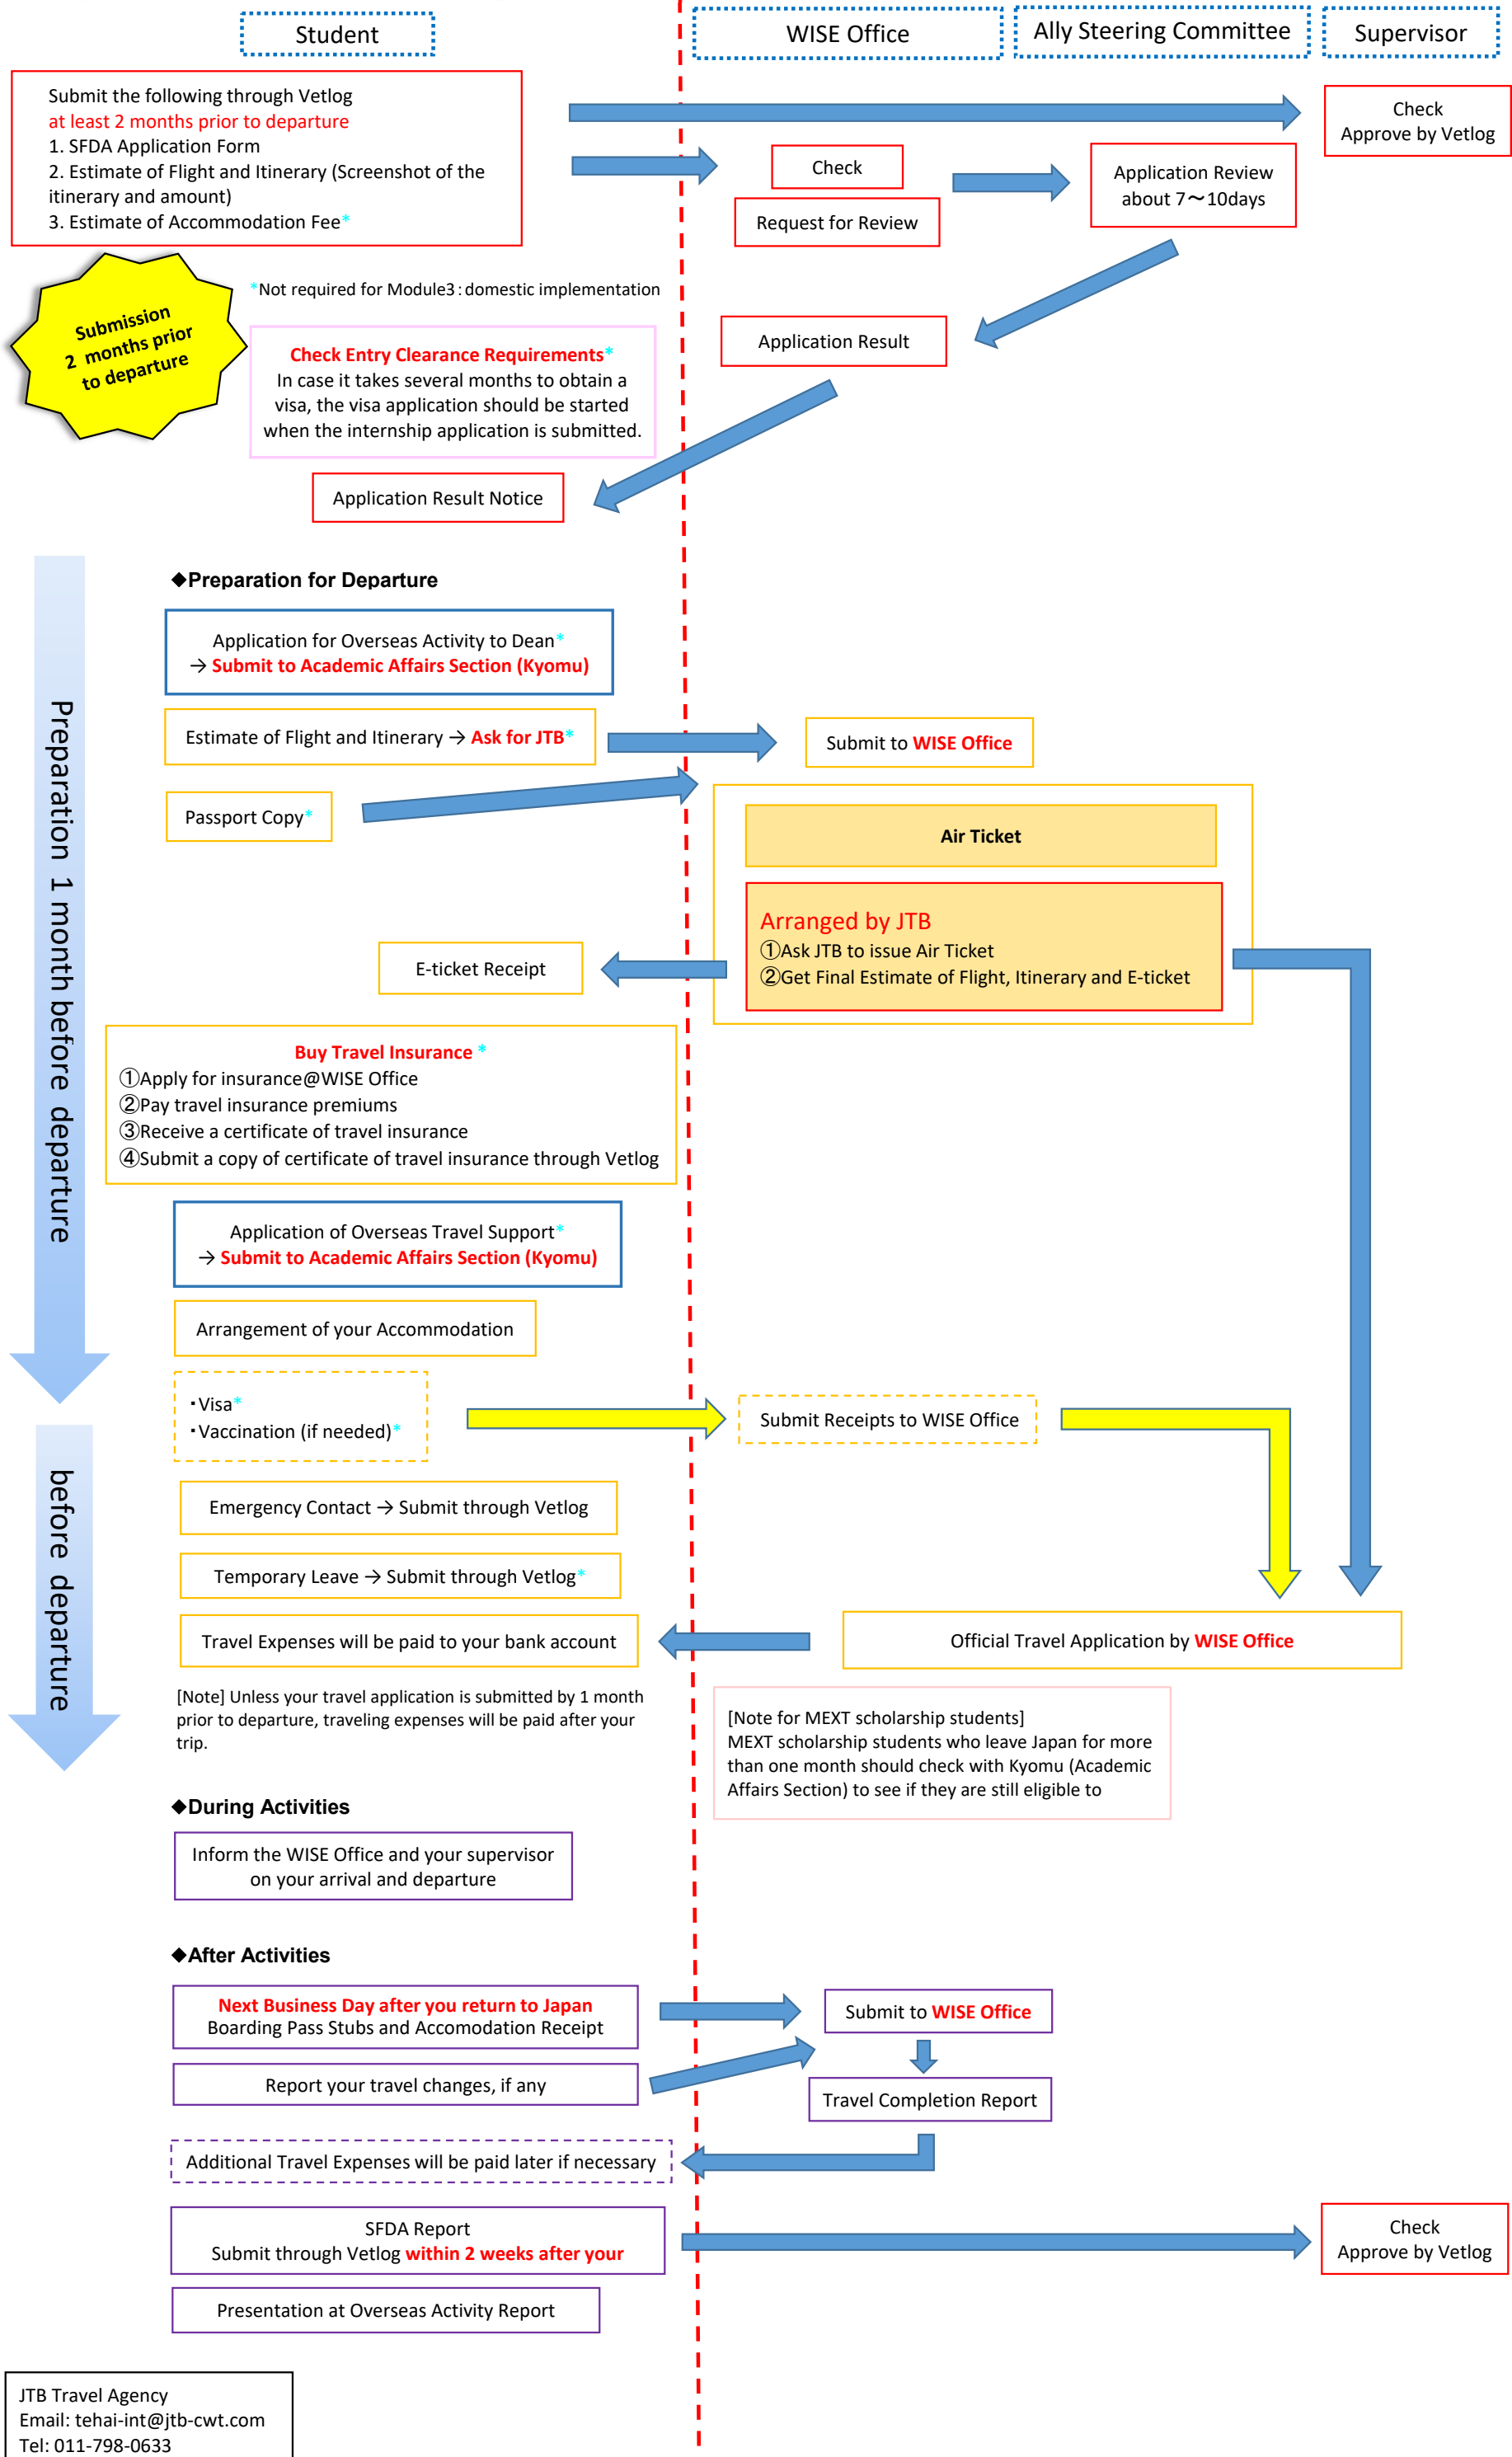 Student
WISE Office
Ally Steering Committee
Supervisor
Submit the following through Vetlog
at least 2 months prior to departure
1. SFDA Application Form
2. Estimate of Flight and Itinerary (Screenshot of the
itinerary and amount)
3. Estimate of Accommodation Fee*
Check
Approve by Vetlog
Check
Request for Review
Application Review
about 7～10days
Submission
2 months prior
to departure
*Not required for Module3：domestic implementation
Application Result
Check Entry Clearance Requirements*
In case it takes several months to obtain a
visa, the visa application should be started
when the internship application is submitted.
Application Result Notice
Preparation 1 month before departure
◆Preparation for Departure
Application for Overseas Activity to Dean*
→ Submit to Academic Affairs Section (Kyomu)
Estimate of Flight and Itinerary → Ask for JTB*
Submit to WISE Office
Passport Copy*
Air Ticket
Arranged by JTB
①Ask JTB to issue Air Ticket
②Get Final Estimate of Flight, Itinerary and E-ticket
E-ticket Receipt
Buy Travel Insurance *
①Apply for insurance@WISE Office
②Pay travel insurance premiums
③Receive a certificate of travel insurance
④Submit a copy of certificate of travel insurance through Vetlog
Application of Overseas Travel Support*
→ Submit to Academic Affairs Section (Kyomu)
Arrangement of your Accommodation
・Visa*
・Vaccination (if needed)*
Submit Receipts to WISE Office
before departure
Emergency Contact → Submit through Vetlog
Temporary Leave → Submit through Vetlog*
Travel Expenses will be paid to your bank account
Official Travel Application by WISE Office
[Note] Unless your travel application is submitted by 1 month
prior to departure, traveling expenses will be paid after your
trip.
[Note for MEXT scholarship students]
MEXT scholarship students who leave Japan for more
than one month should check with Kyomu (Academic
Affairs Section) to see if they are still eligible to
◆During Activities
Inform the WISE Office and your supervisor
on your arrival and departure
◆After Activities
Next Business Day after you return to Japan
Boarding Pass Stubs and Accomodation Receipt
Submit to WISE Office
Report your travel changes, if any
Travel Completion Report
Additional Travel Expenses will be paid later if necessary
SFDA Report
Submit through Vetlog within 2 weeks after your
Check
Approve by Vetlog
Presentation at Overseas Activity Report
JTB Travel Agency
Email: tehai-int@jtb-cwt.com
Tel: 011-798-0633